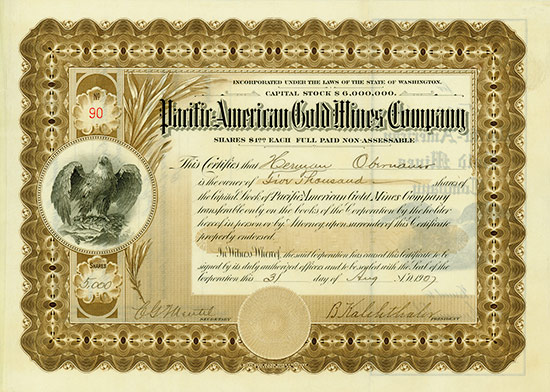 INCORPORATED UNDER THE LAWS OF THE STATE OF WASHINGTON.
CAPITAL STOCK $6,000,000.
90
Pacific-American Gold Mines Company
SHARES $1.00 EACH FULL PAID NON-ASSESSABLE
This Certifies that Herman Obernauer
is the owner of Five Thousand shares of
the Capital Stock of Pacific American Gold Mines Company
transferable only on the books of the Corporation by the holder
hereof in person or by Attorney upon surrender of this Certificate
properly endorsed.
In Witness Whereof, the said Corporation has caused this Certificate to be
signed by its duly authorized officers and to be sealed with the Seal of the
Corporation this 31 day of Aug A.D. 1907
SHARES
5,000
SECRETARY
PRESIDENT